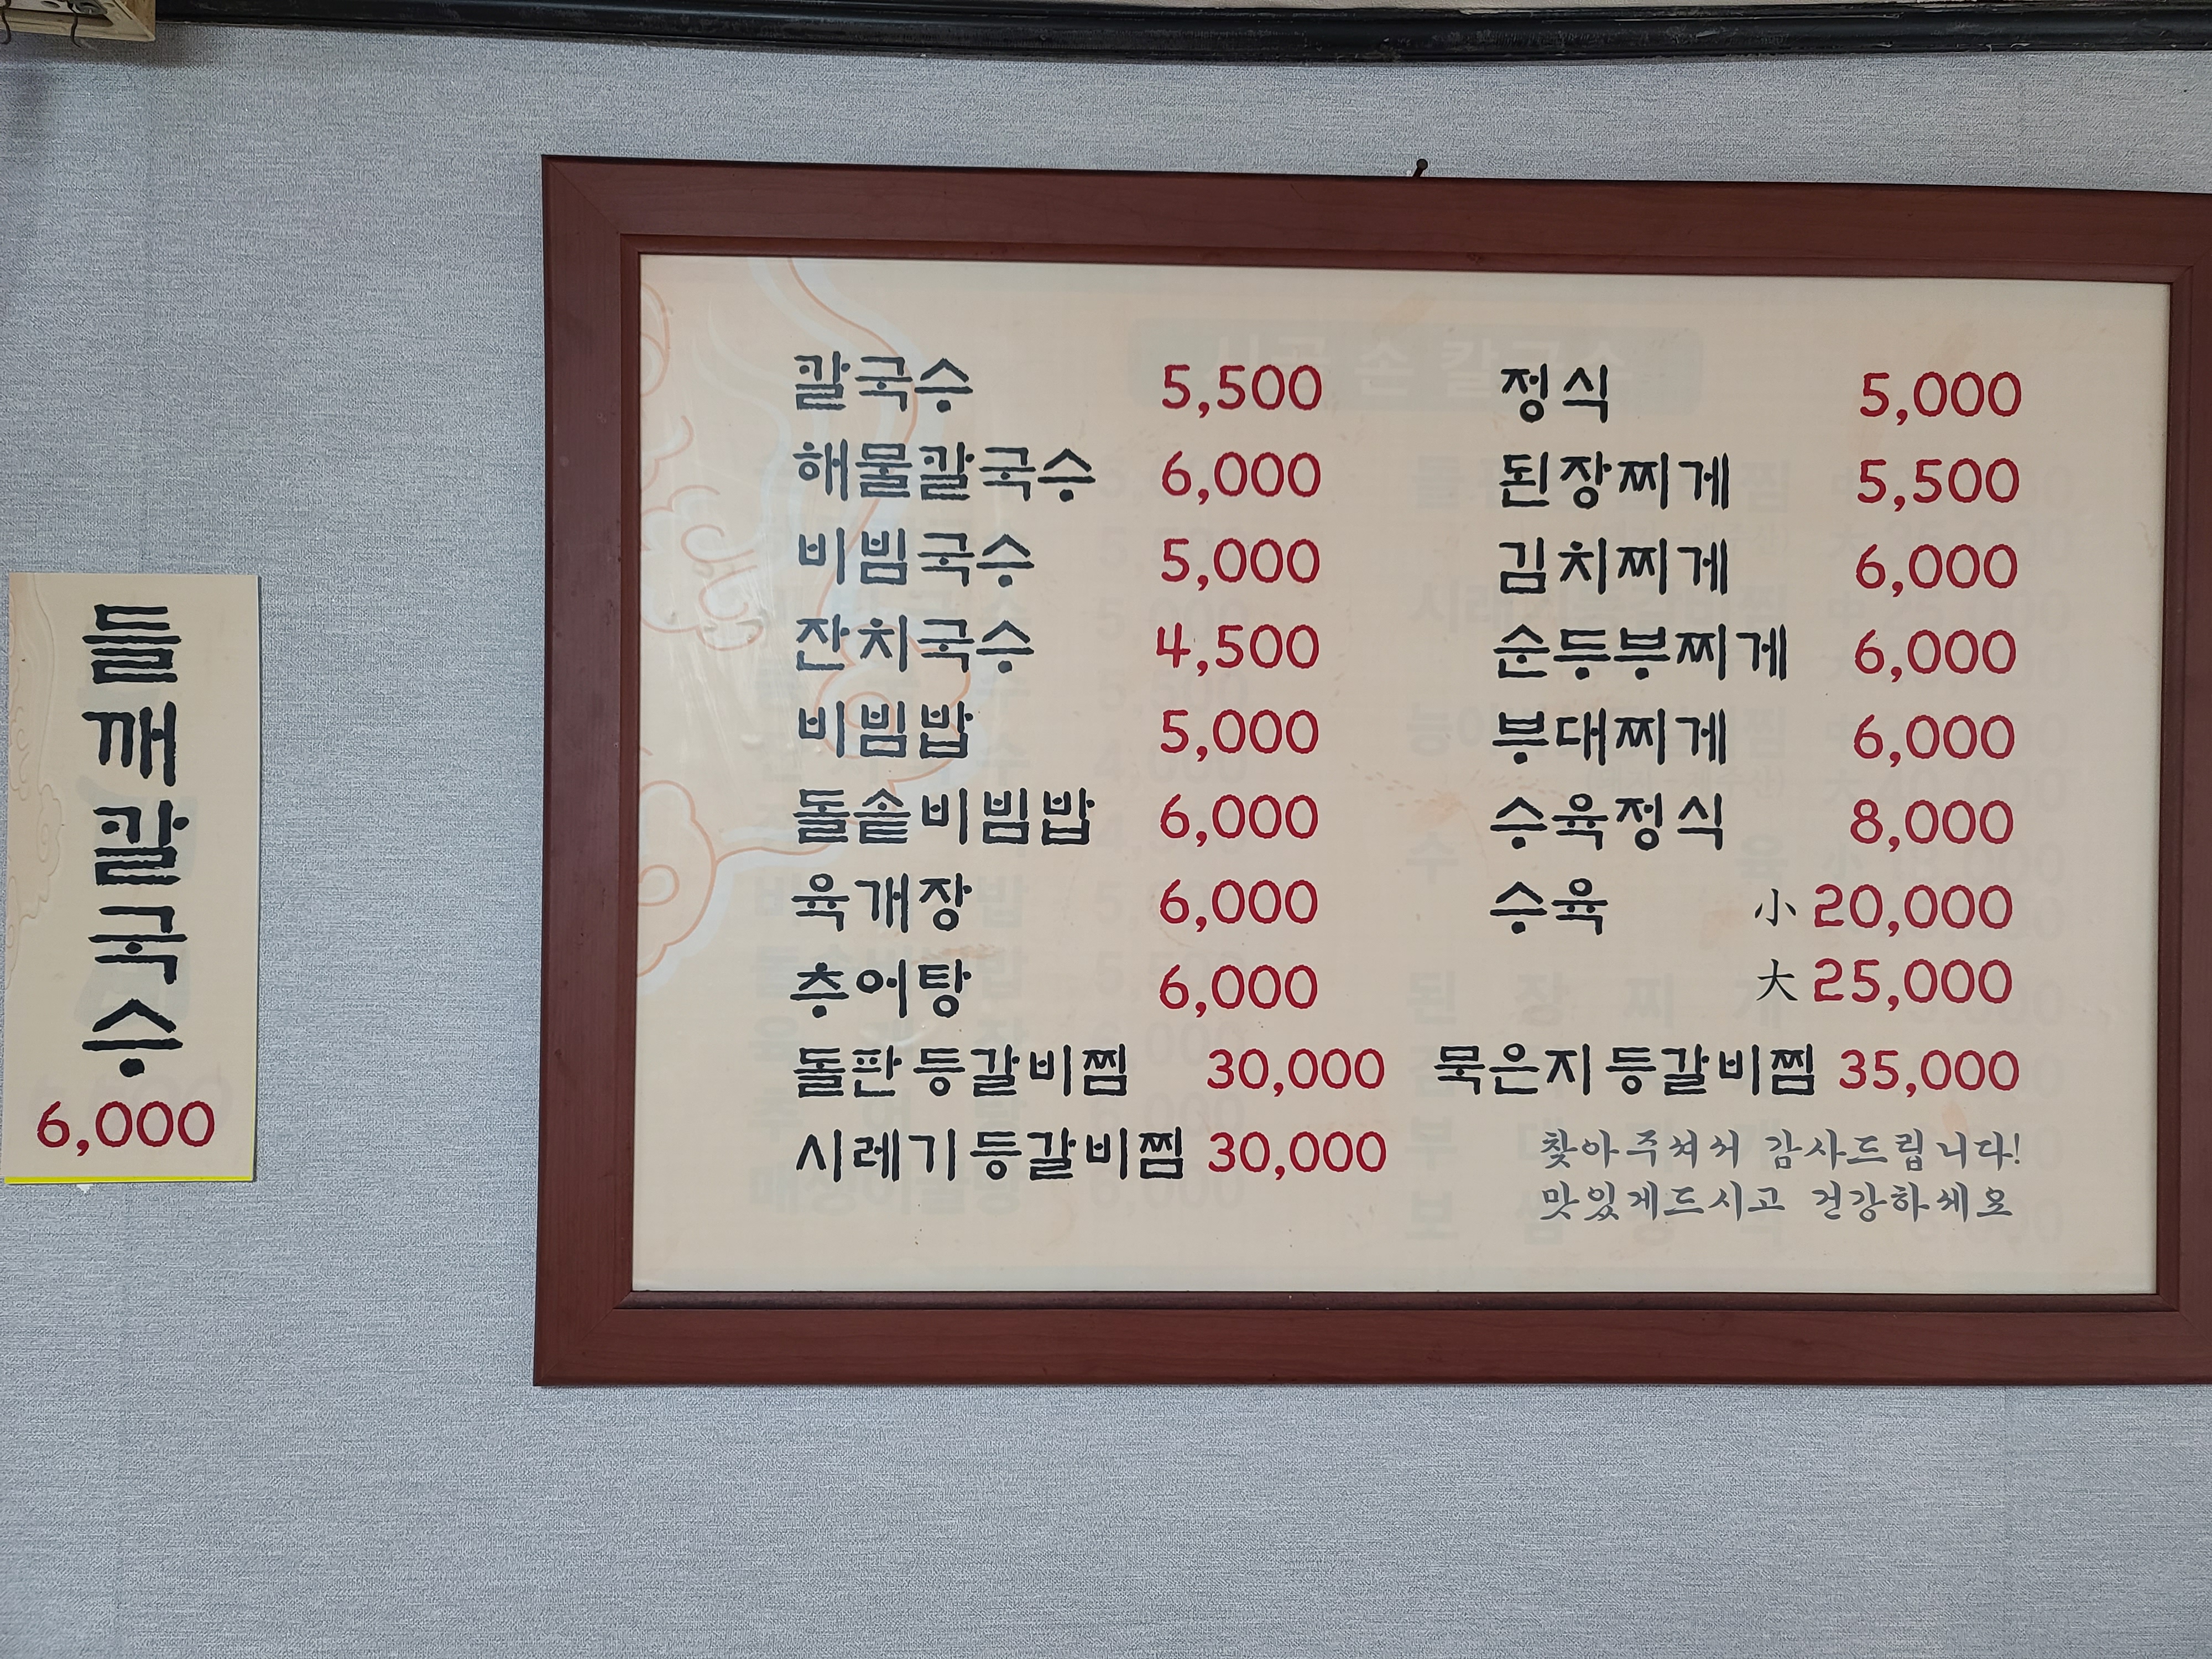 들깨칼국수
6,000
칼국수 5,500
해물칼국수 6,000
비빔국수 5,000
잔치국수 4,500
비빔밥 5,000
돌솥비빔밥 6,000
육개장 6,000
추어탕 6,000
돌판등갈비찜 30,000
시레기등갈비찜 30,000
정식 5,000
된장찌게 5,500
김치찌게 6,000
순두부찌게 6,000
부대찌게 6,000
수육정식 8,000
수육 小 20,000
大 25,000
묵은지등갈비찜 35,000
찾아주셔서 감사드립니다!
맛있게드시고 건강하세요